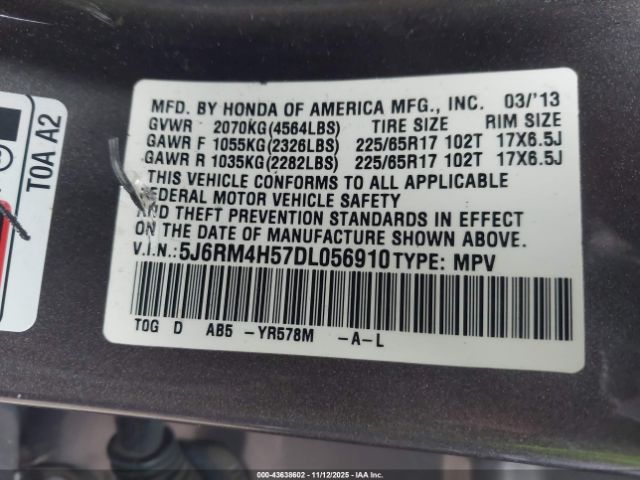 MFD. BY HONDA OF AMERICA MFG., INC. 03/'13
GVWR 2070KG(4564LBS) TIRE SIZE RIM SIZE
GAWR F 1055KG(2326LBS) 225/65R17 102T 17X6.5J
GAWR R 1035KG(2282LBS) 225/65R17 102T 17X6.5J
THIS VEHICLE CONFORMS TO ALL APPLICABLE
FEDERAL MOTOR VEHICLE SAFETY
AND THEFT PREVENTION STANDARDS IN EFFECT
ON THE DATE OF MANUFACTURE SHOWN ABOVE.
V.I.N.:5J6RM4H57DL056910 TYPE: MPV
TOG D AB5 -YR578M -A-L
T0A A2
000-43638602 - 11/12/2025 - IAAI.COM